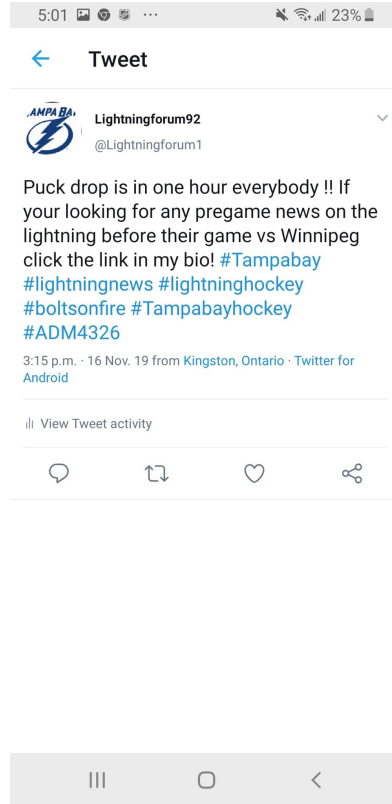 5:01
23%
Tweet
AMPA BA
Lightningforum92
@Lightningforum1
Puck drop is in one hour everybody !! If
your looking for any pregame news on the
lightning before their game vs Winnipeg
click the link in my bio! #Tampabay
#lightningnews #lightninghockey
#boltsonfire #Tampabayhockey
#ADM4326
3:15 p.m. · 16 Nov. 19 from Kingston, Ontario · Twitter for
Android
View Tweet activity